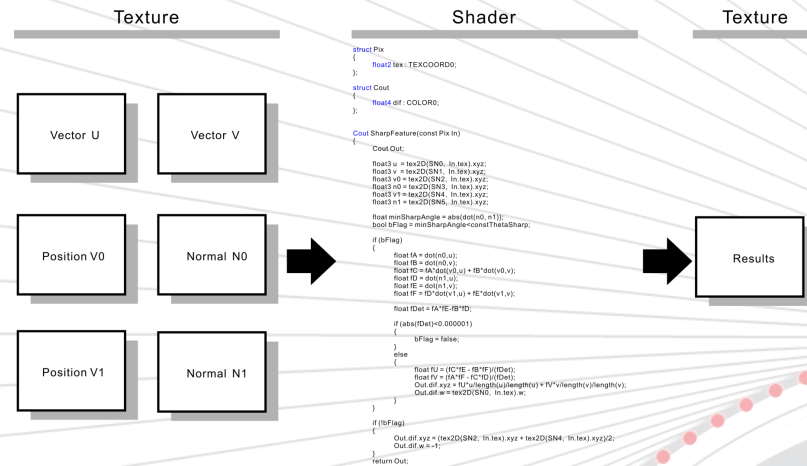 Texture
Shader
Texture
Vector U
Vector V
Position V0
Normal N0
Position V1
Normal N1
struct Pix
{
float2 tex : TEXCOORD0;
};
struct Cout
{
float4 dif : COLOR0;
};
Cout SharpFeature(const Pix In)
{
Cout Out;
float3 u = tex2D(SN0, In.tex).xyz;
float3 v = tex2D(SN1, In.tex).xyz;
float3 v0 = tex2D(SN2, In.tex).xyz;
float3 n0 = tex2D(SN3, In.tex).xyz;
float3 v1 = tex2D(SN4, In.tex).xyz;
float3 n1 = tex2D(SN5, In.tex).xyz;
float minSharpAngle = abs(dot(n0, n1));
bool bFlag = minSharpAngle<constThetaSharp;
if (bFlag)
{
float fA = dot(n0,u);
float fB = dot(n0,v);
float fC = fA*dot(v0,u) + fB*dot(v0,v);
float fD = dot(n1,u);
float fE = dot(n1,v);
float fF = fD*dot(v1,u) + fE*dot(v1,v);
float fDet = fA*fE-fB*fD;
if (abs(fDet)<0.000001)
{
bFlag = false;
}
else
{
float fU = (fC*fE - fB*fF)/(fDet);
float fV = (fA*fF - fC*fD)/(fDet);
Out.dif.xyz = fU*u/length(u)/length(u) + fV*v/length(v)/length(v);
Out.dif.w = tex2D(SN0, In.tex).w;
}
}
if (!bFlag)
{
Out.dif.xyz = (tex2D(SN2, In.tex).xyz + tex2D(SN4, In.tex).xyz)/2;
Out.dif.w = -1;
}
return Out;
Results